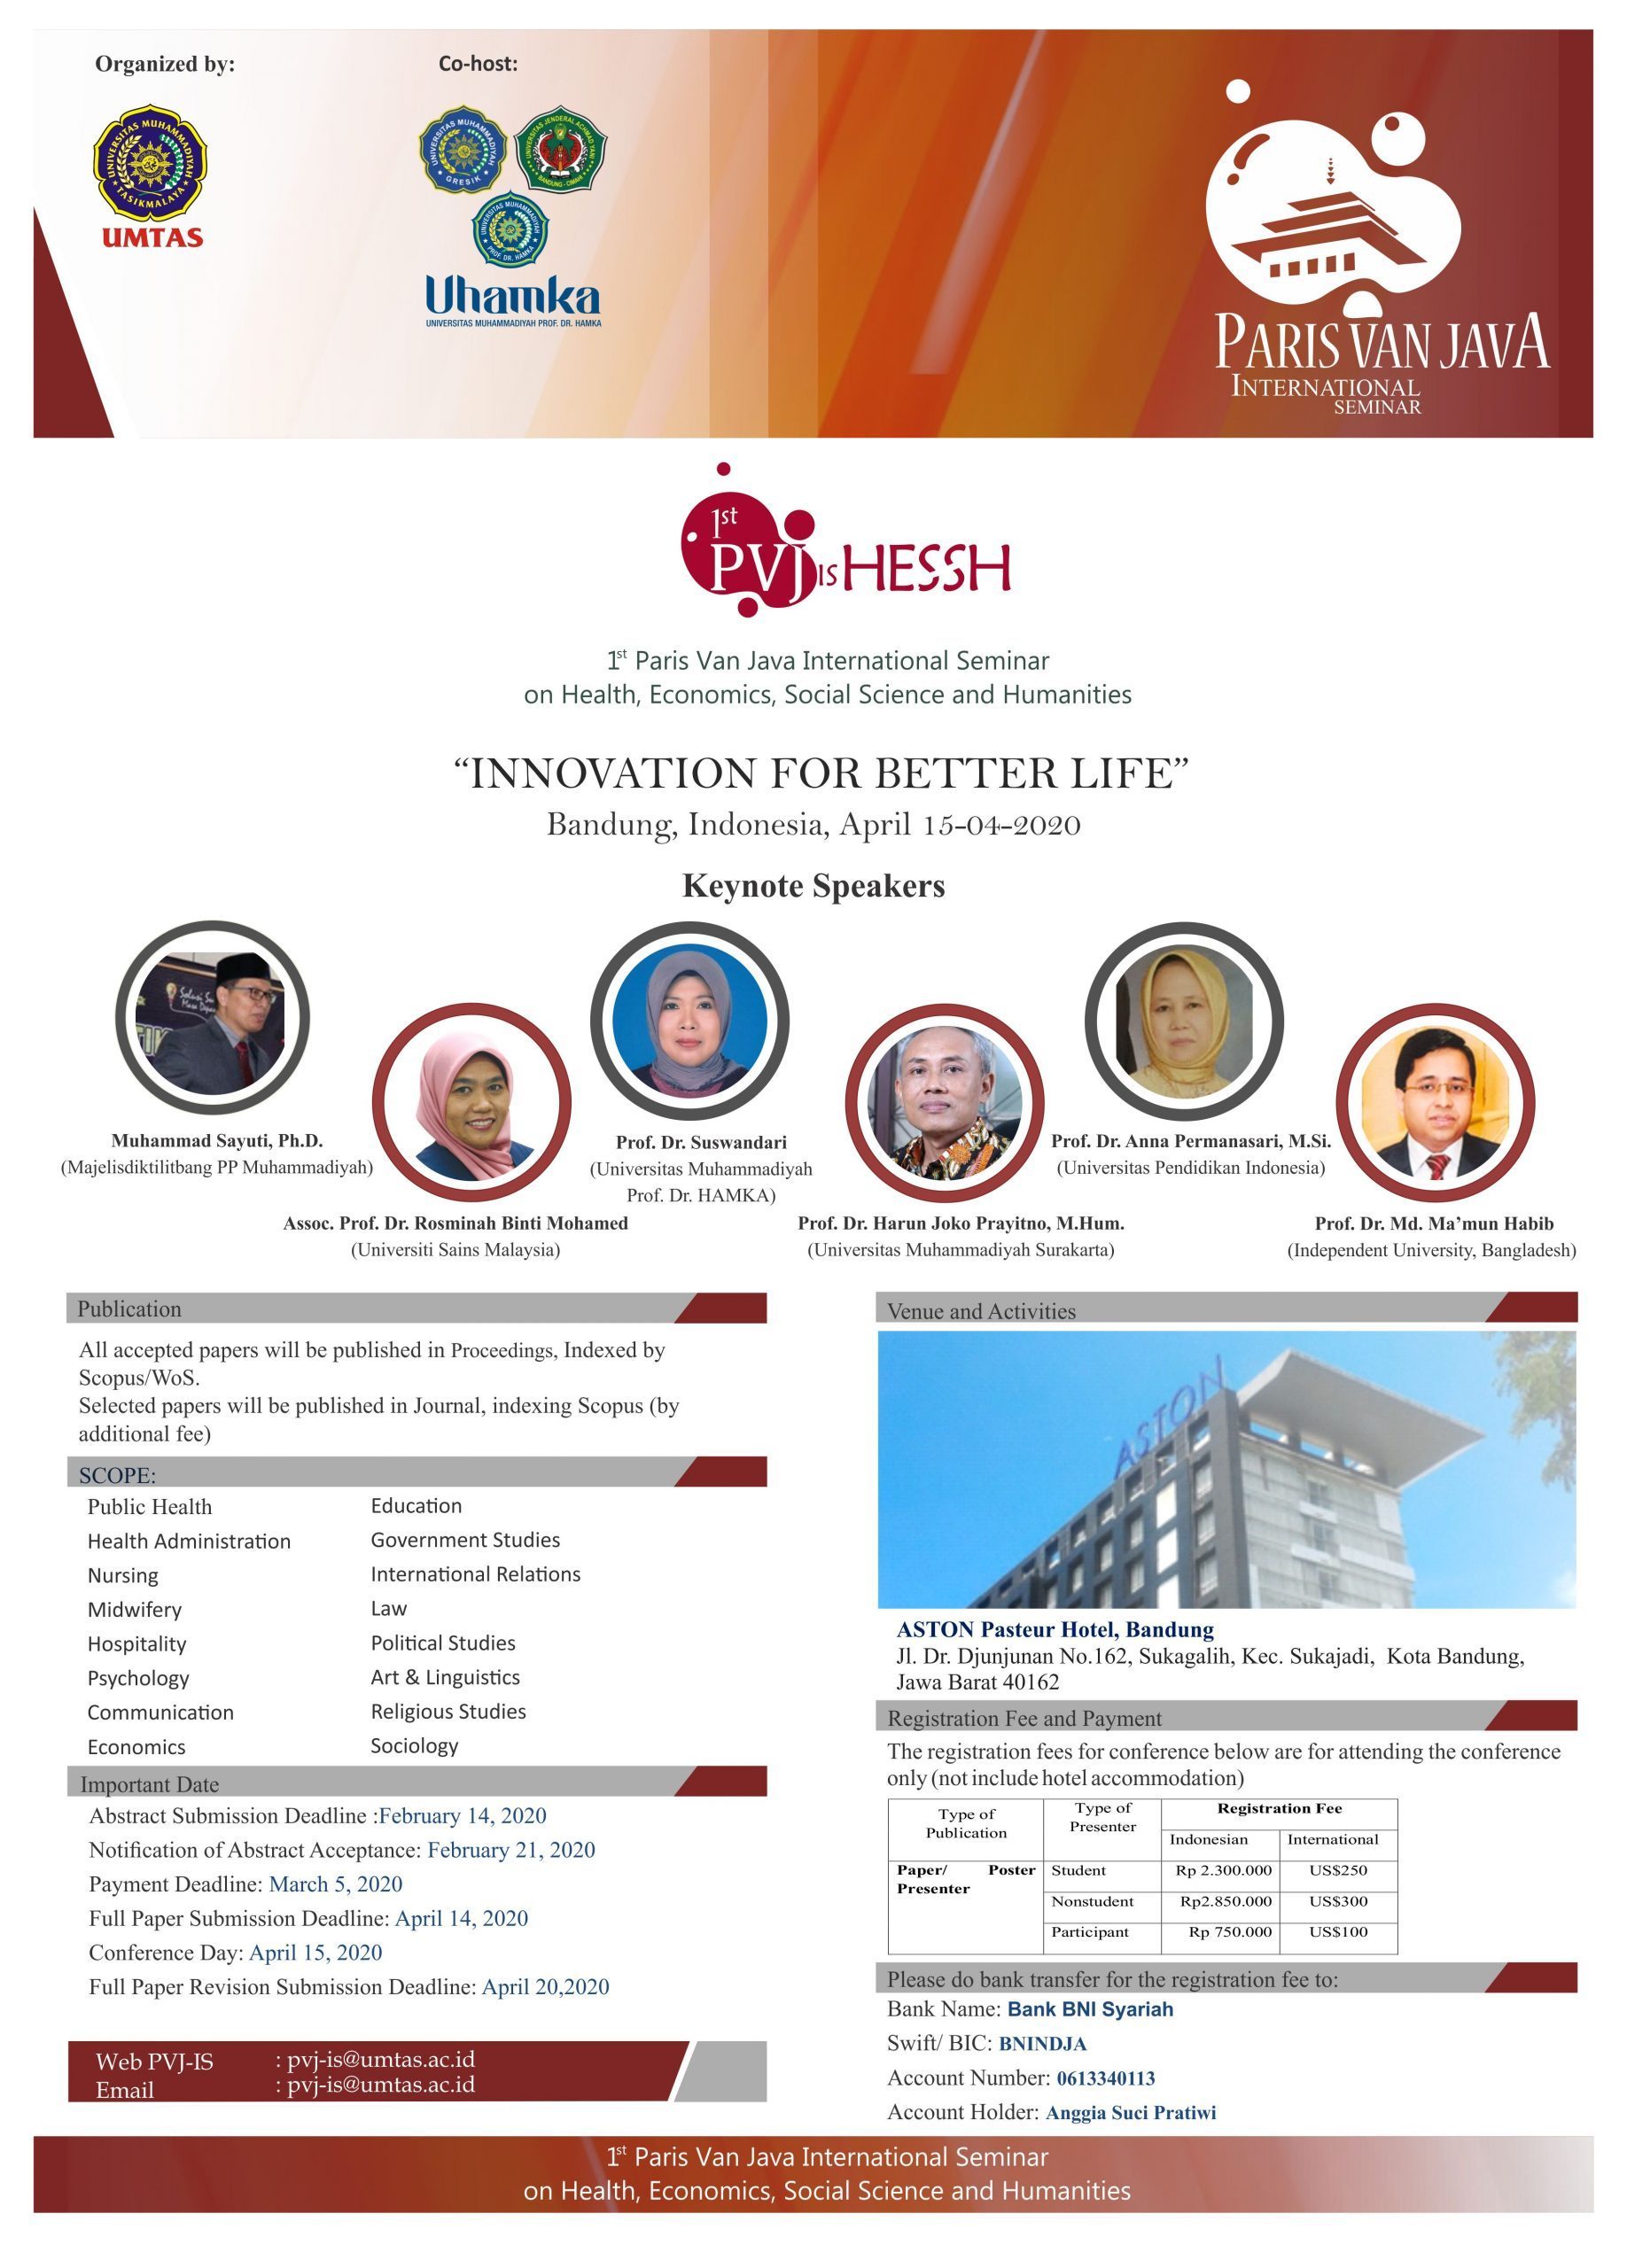 Organized by:
Co-host:
UNIVERSITAS MUHAMMADIYAH
TASIKMALAYA
UMTAS
UNIVERSITAS MUHAMMADIYAH
GRESIK
UNIVERSITAS JENDERAL ACHMAD YANI
BANDUNG - CIMAHI
UNIVERSITAS MUHAMMADIYAH
PROF. DR. HAMKA
Uhamka
UNIVERSITAS MUHAMMADIYAH PROF. DR. HAMKA
PARIS VAN JAVA
INTERNATIONAL
SEMINAR
1st
PVJ IS HESSH
1st Paris Van Java International Seminar
on Health, Economics, Social Science and Humanities
“INNOVATION FOR BETTER LIFE”
Bandung, Indonesia, April 15-04-2020
Keynote Speakers
Muhammad Sayuti, Ph.D.
(Majelisdiktilitbang PP Muhammadiyah)
Assoc. Prof. Dr. Rosminah Binti Mohamed
(Universiti Sains Malaysia)
Prof. Dr. Suswandari
(Universitas Muhammadiyah
Prof. Dr. HAMKA)
Prof. Dr. Harun Joko Prayitno, M.Hum.
(Universitas Muhammadiyah Surakarta)
Prof. Dr. Anna Permanasari, M.Si.
(Universitas Pendidikan Indonesia)
Prof. Dr. Md. Ma’mun Habib
(Independent University, Bangladesh)
Publication
All accepted papers will be published in Proceedings, Indexed by
Scopus/WoS.
Selected papers will be published in Journal, indexing Scopus (by
additional fee)
SCOPE:
Public Health
Health Administration
Nursing
Midwifery
Hospitality
Psychology
Communication
Economics
Education
Government Studies
International Relations
Law
Political Studies
Art & Linguistics
Religious Studies
Sociology
Important Date
Abstract Submission Deadline :February 14, 2020
Notification of Abstract Acceptance: February 21, 2020
Payment Deadline: March 5, 2020
Full Paper Submission Deadline: April 14, 2020
Conference Day: April 15, 2020
Full Paper Revision Submission Deadline: April 20,2020
Web PVJ-IS : pvj-is@umtas.ac.id
Email : pvj-is@umtas.ac.id
Venue and Activities
ASTON
ASTON Pasteur Hotel, Bandung
Jl. Dr. Djunjunan No.162, Sukagalih, Kec. Sukajadi, Kota Bandung,
Jawa Barat 40162
Registration Fee and Payment
The registration fees for conference below are for attending the conference
only (not include hotel accommodation)
Type of Publication
Type of Presenter
Registration Fee
Indonesian International
Paper/ Poster Presenter
Student Rp 2.300.000 US$250
Nonstudent Rp2.850.000 US$300
Participant Rp 750.000 US$100
Please do bank transfer for the registration fee to:
Bank Name: Bank BNI Syariah
Swift/ BIC: BNINDJA
Account Number: 0613340113
Account Holder: Anggia Suci Pratiwi
1st Paris Van Java International Seminar
on Health, Economics, Social Science and Humanities